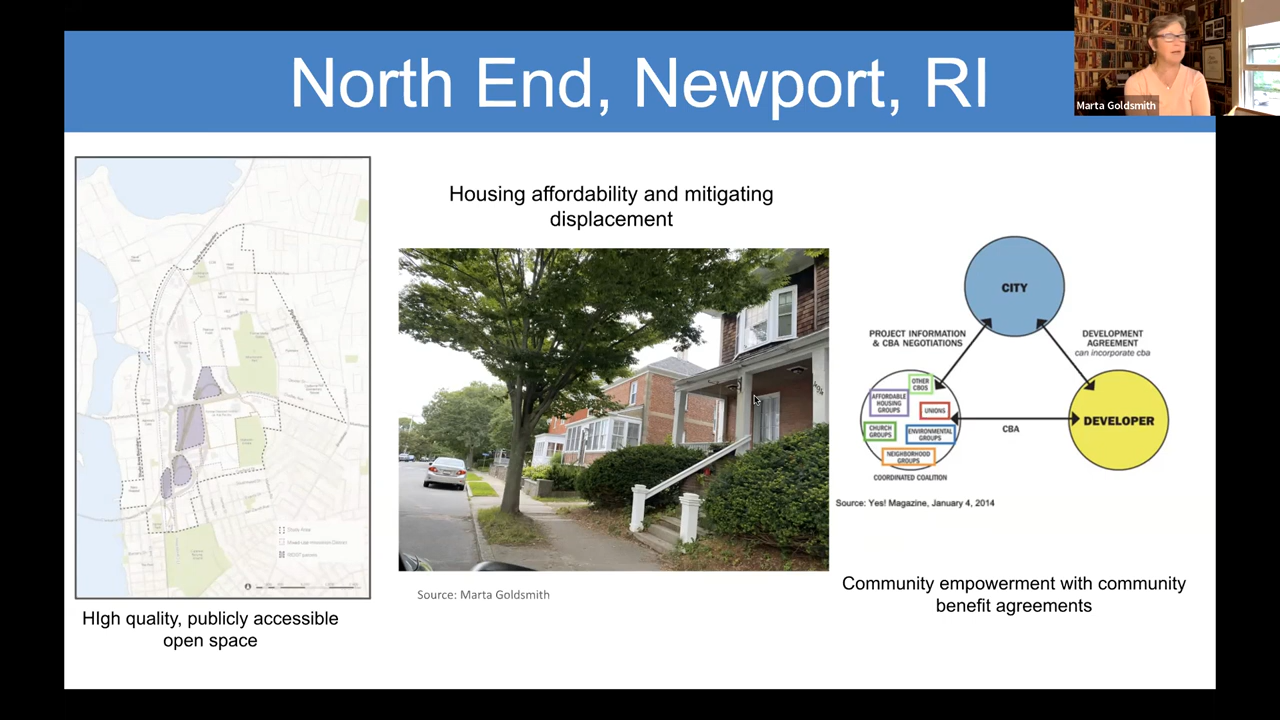 North End, Newport, RI
Marta Goldsmith
HIgh quality, publicly accessible
open space
Housing affordability and mitigating
displacement
Source: Marta Goldsmith
CITY
PROJECT INFORMATION
& CBA NEGOTIATIONS
DEVELOPMENT
AGREEMENT
can incorporate cba
OTHER
CBOS
AFFORDABLE
HOUSING
GROUPS
UNIONS
CHURCH
GROUPS
ENVIRONMENTAL
GROUPS
NEIGHBORHOOD
GROUPS
COORDINATED COALITION
CBA
DEVELOPER
Source: Yes! Magazine, January 4, 2014
Community empowerment with community
benefit agreements